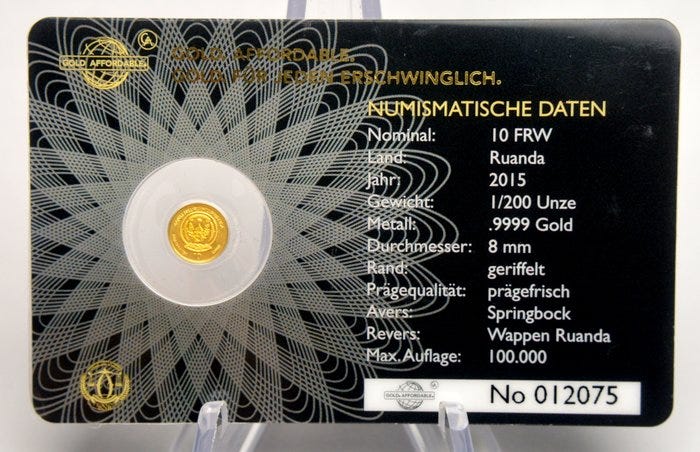 GOLD AFFORDABLE.
GOLD AFFORDABLE.
GOLD FÜR JEDEN ERSCHWINGLICH.
NUMISMATISCHE DATEN
Nominal: 10 FRW
Land: Ruanda
Jahr: 2015
Gewicht: 1/200 Unze
Metall: .9999 Gold
Durchmesser: 8 mm
Rand: geriffelt
Prägequalität: prägefrisch
Avers: Springbock
Revers: Wappen Ruanda
Max. Auflage: 100.000
GOLD AFFORDABLE.
No 012075